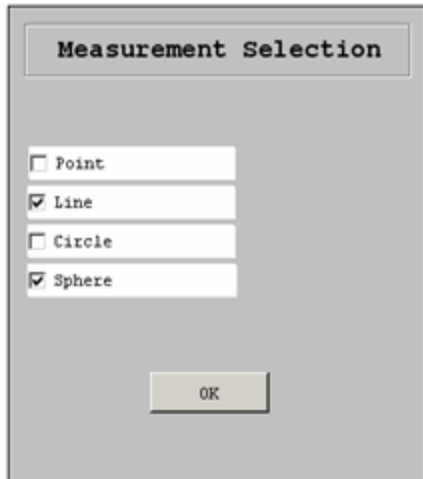 Measurement Selection
Point
Line
Circle
Sphere
OK